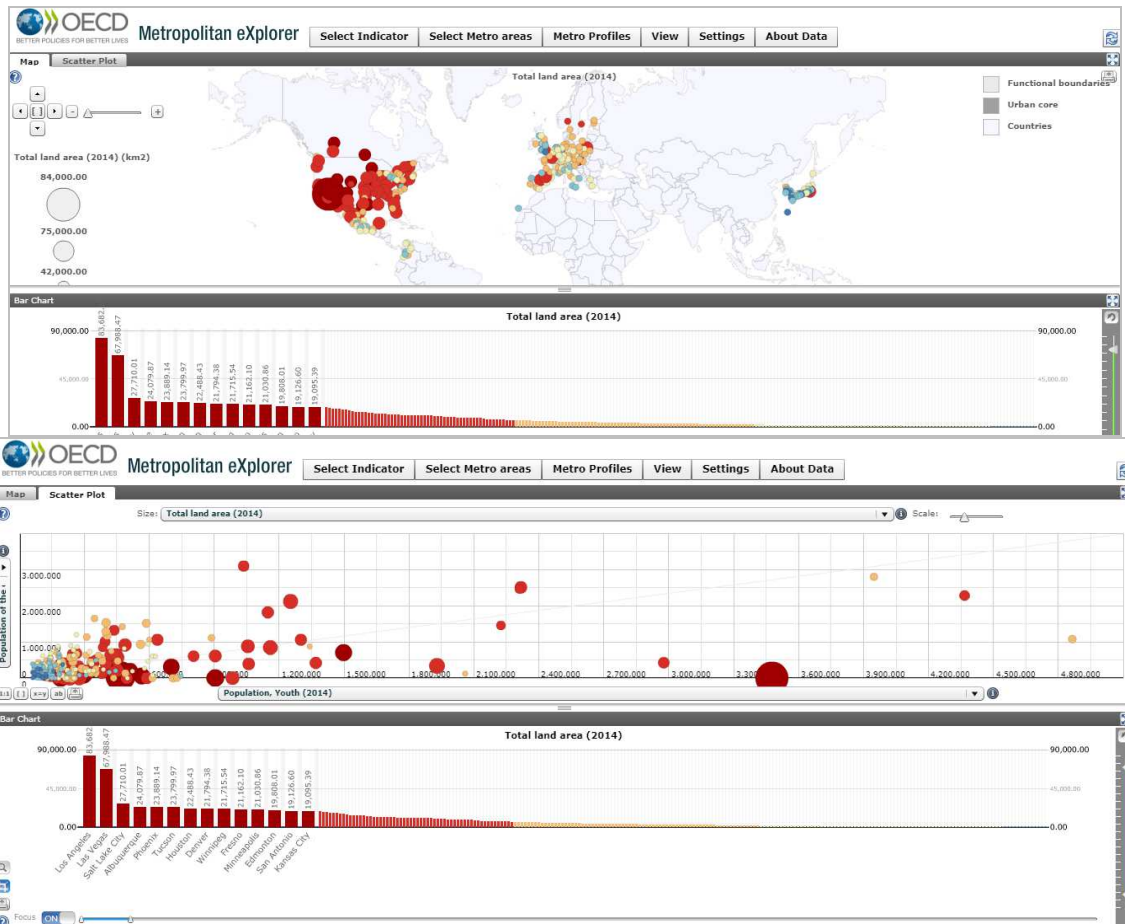 OECD
BETTER POLICIES FOR BETTER LIVES
Metropolitan eXplorer
Select Indicator
Select Metro areas
Metro Profiles
View
Settings
About Data
Map
Scatter Plot
Total land area (2014)
Functional boundaries
Urban core
Countries
Total land area (2014) (km2)
84,000.00
75,000.00
42,000.00
Bar Chart
Total land area (2014)
90,000.00
45,000.00
0.00
83,682.
67,988.47
27,710.01
24,079.87
23,889.14
23,799.97
22,488.43
21,794.38
21,715.54
21,162.10
21,030.86
19,808.01
19,126.60
19,095.39
90,000.00
45,000.00
0.00
OECD
BETTER POLICIES FOR BETTER LIVES
Metropolitan eXplorer
Select Indicator
Select Metro areas
Metro Profiles
View
Settings
About Data
Map
Scatter Plot
Size: Total land area (2014)
Scale:
Population of the
3.000.000
2.000.000
1.000.000
0
0
1.200.000
1.500.000
1.800.000
2.100.000
2.400.000
2.700.000
3.000.000
3.300
3.600.000
3.900.000
4.200.000
4.500.000
4.800.000
1:1
[ ]
x=y
ab
Population, Youth (2014)
Bar Chart
Total land area (2014)
90,000.00
45,000.00
0.00
83,682
67,988.47
27,710.01
24,079.87
23,889.14
23,799.97
22,488.43
21,794.38
21,715.54
21,162.10
21,030.86
19,808.01
19,126.60
19,095.39
90,000.00
45,000.00
0.00
Los Angeles
Las Vegas
Salt Lake City
Albuquerque
Phoenix
Tucson
Houston
Denver
Winnipeg
Fresno
Minneapolis
Edmonton
San Antonio
Kansas City
Focus
ON